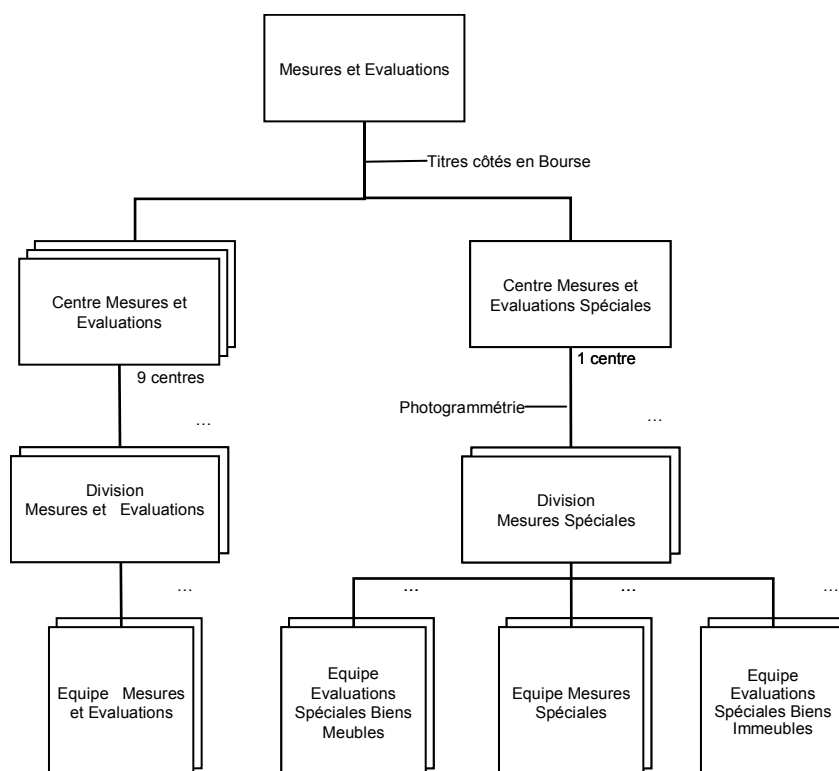 Mesures et Evaluations
Titres côtés en Bourse
Centre Mesures et
Evaluations
Centre Mesures et
Evaluations Spéciales
9 centres
1 centre
Photogrammétrie
...
...
Division
Mesures et Evaluations
Division
Mesures Spéciales
...
...
...
...
Equipe Mesures
et Evaluations
Equipe
Evaluations
Spéciales Biens
Meubles
Equipe Mesures
Spéciales
Equipe
Evaluations
Spéciales Biens
Immeubles